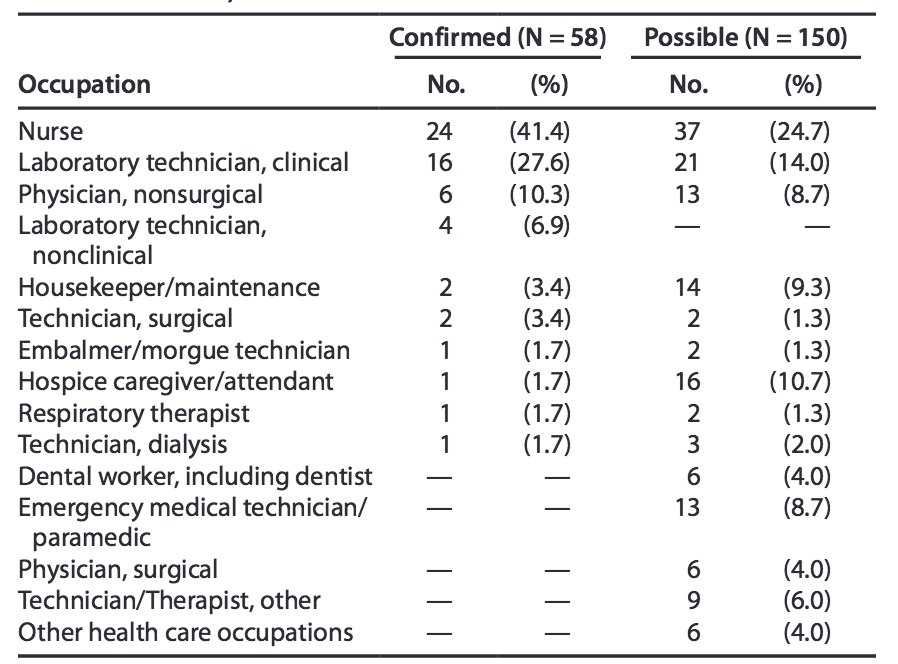 Confirmed (N = 58) Possible (N = 150)
Occupation No. (%) No. (%)
Nurse 24 (41.4) 37 (24.7)
Laboratory technician, clinical 16 (27.6) 21 (14.0)
Physician, nonsurgical 6 (10.3) 13 (8.7)
Laboratory technician, 4 (6.9) — —
nonclinical
Housekeeper/maintenance 2 (3.4) 14 (9.3)
Technician, surgical 2 (3.4) 2 (1.3)
Embalmer/morgue technician 1 (1.7) 2 (1.3)
Hospice caregiver/attendant 1 (1.7) 16 (10.7)
Respiratory therapist 1 (1.7) 2 (1.3)
Technician, dialysis 1 (1.7) 3 (2.0)
Dental worker, including dentist — — 6 (4.0)
Emergency medical technician/ — — 13 (8.7)
paramedic
Physician, surgical — — 6 (4.0)
Technician/Therapist, other — — 9 (6.0)
Other health care occupations — — 6 (4.0)